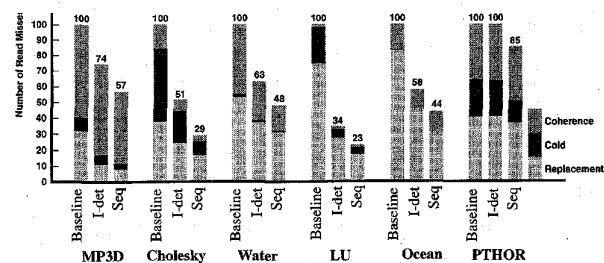 Number of Read Misse
100
90
80
70
60
50
40
30
20
10
0
100
74
57
100
51
29
100
63
48
100
34
23
100
58
44
100
100
85
Coherence
Cold
Replacement
Baseline
I-det
Seq
Baseline
I-det
Seq
Baseline
I-det
Seq
Baseline
I-det
Seq
Baseline
I-det
Seq
Baseline
I-det
Seq
MP3D
Cholesky
Water
LU
Ocean
PTHOR